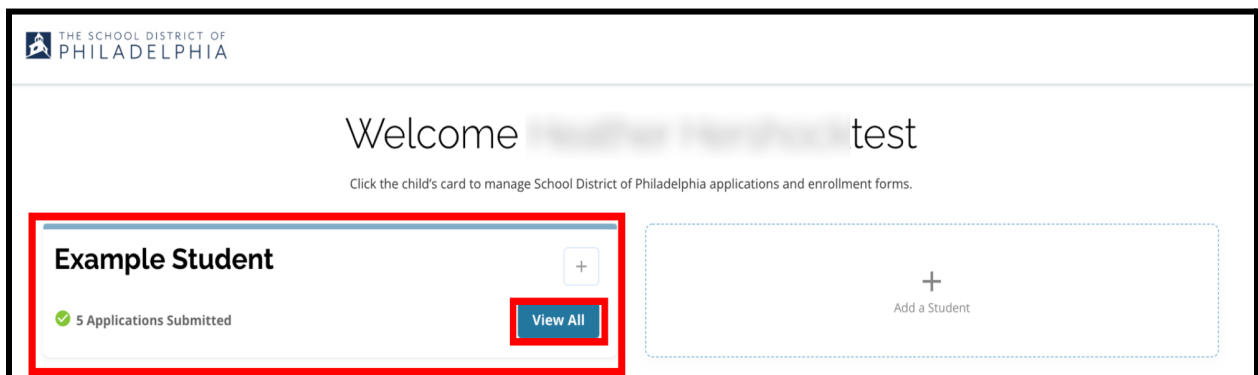 THE SCHOOL DISTRICT OF
PHILADELPHIA
Welcome test
Click the child's card to manage School District of Philadelphia applications and enrollment forms.
Example Student
+
5 Applications Submitted
View All
+
Add a Student